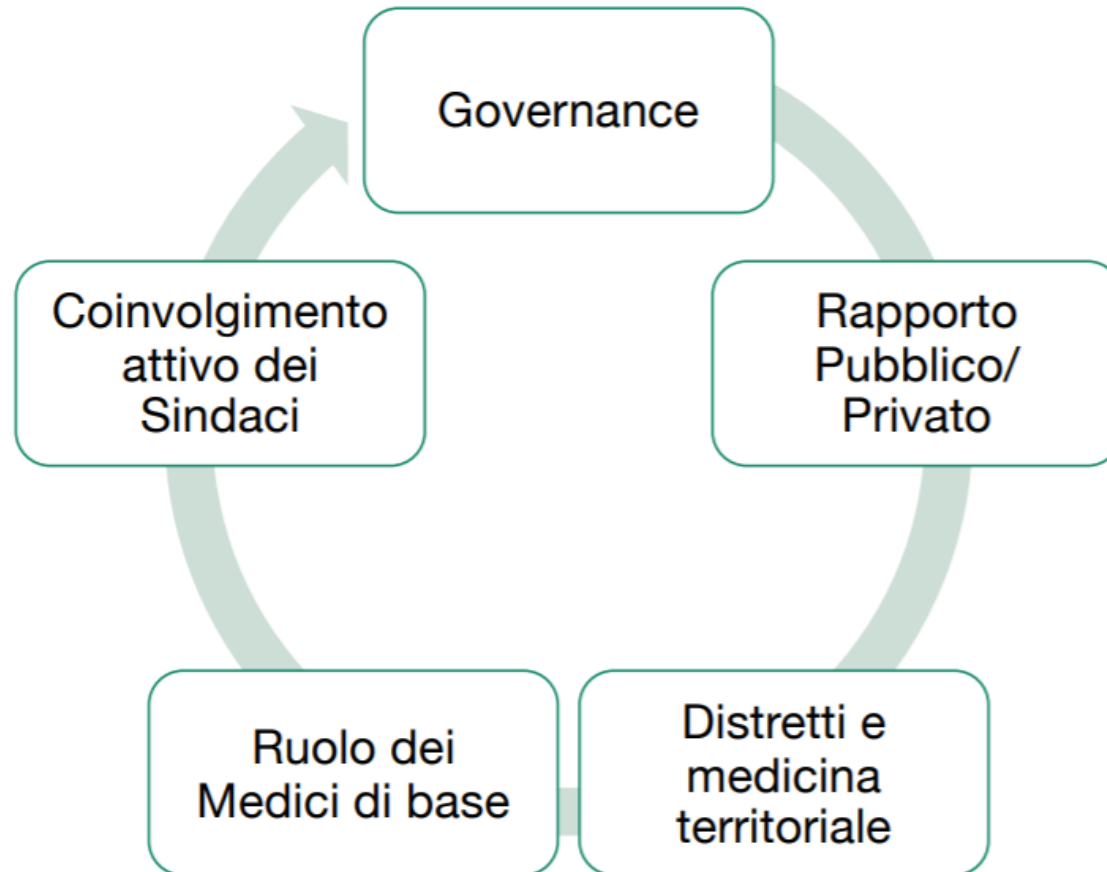 Governance
Rapporto
Pubblico/
Privato
Distretti e
medicina
territoriale
Ruolo dei
Medici di base
Coinvolgimento
attivo dei
Sindaci